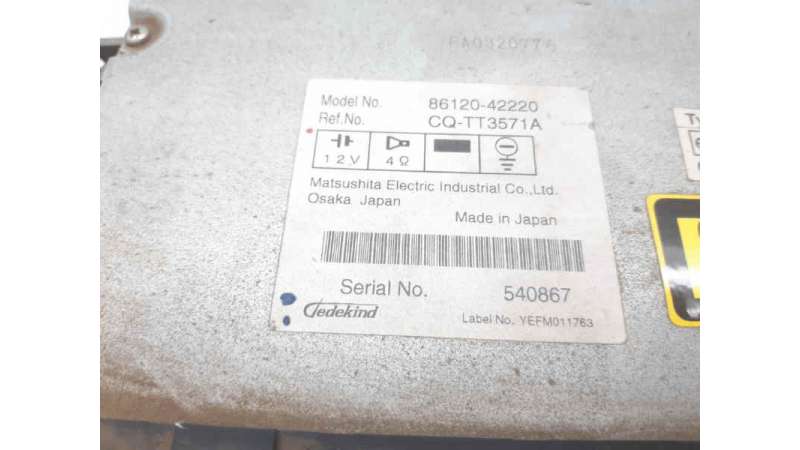 Model No. 86120-42220
Ref.No. CQ-TT3571A
12V 4Ω
Matsushita Electric Industrial Co.,Ltd.
Osaka Japan
Made in Japan
Serial No. 540867
Gedekind
Label No. YEFM011763